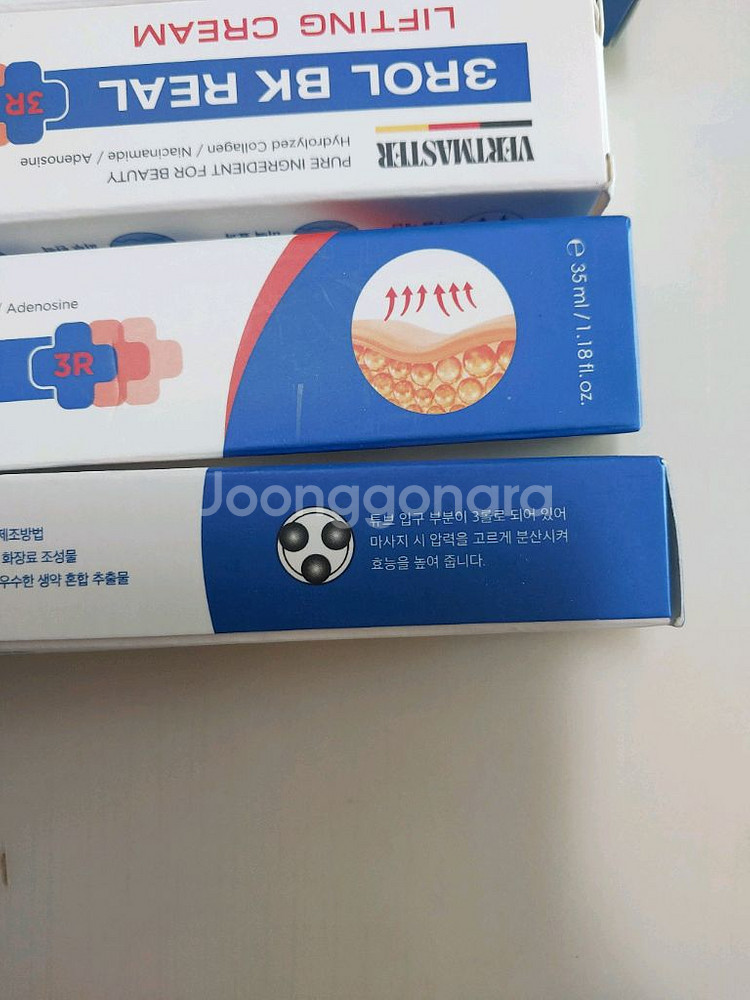 VERTMASTER
PURE INGREDIENT FOR BEAUTY
Hydrolyzed Collagen / Niacinamide / Adenosine
3ROL BK REAL
3R
LIFTING CREAM
/ Adenosine
3R
e 35ml / 1.18fl.oz.
Joonggonara
제조방법
화장료 조성물
우수한 생약 혼합 추출물
튜브 입구 부분이 3홀로 되어 있어
마사지 시 압력을 고르게 분산시켜
효능을 높여 줍니다.